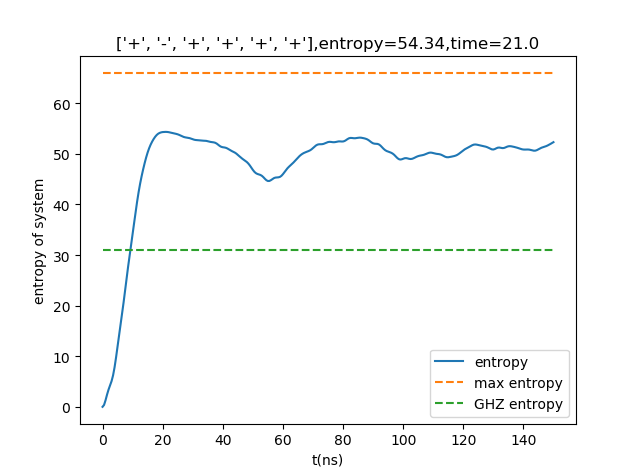 ['+', '-', '+', '+', '+', '+'],entropy=54.34,time=21.0
entropy of system
60
50
40
30
20
10
0
entropy
max entropy
GHZ entropy
0 20 40 60 80 100 120 140
t(ns)